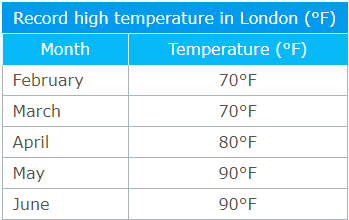 Record high temperature in London (°F)
Month Temperature (°F)
February 70°F
March 70°F
April 80°F
May 90°F
June 90°F